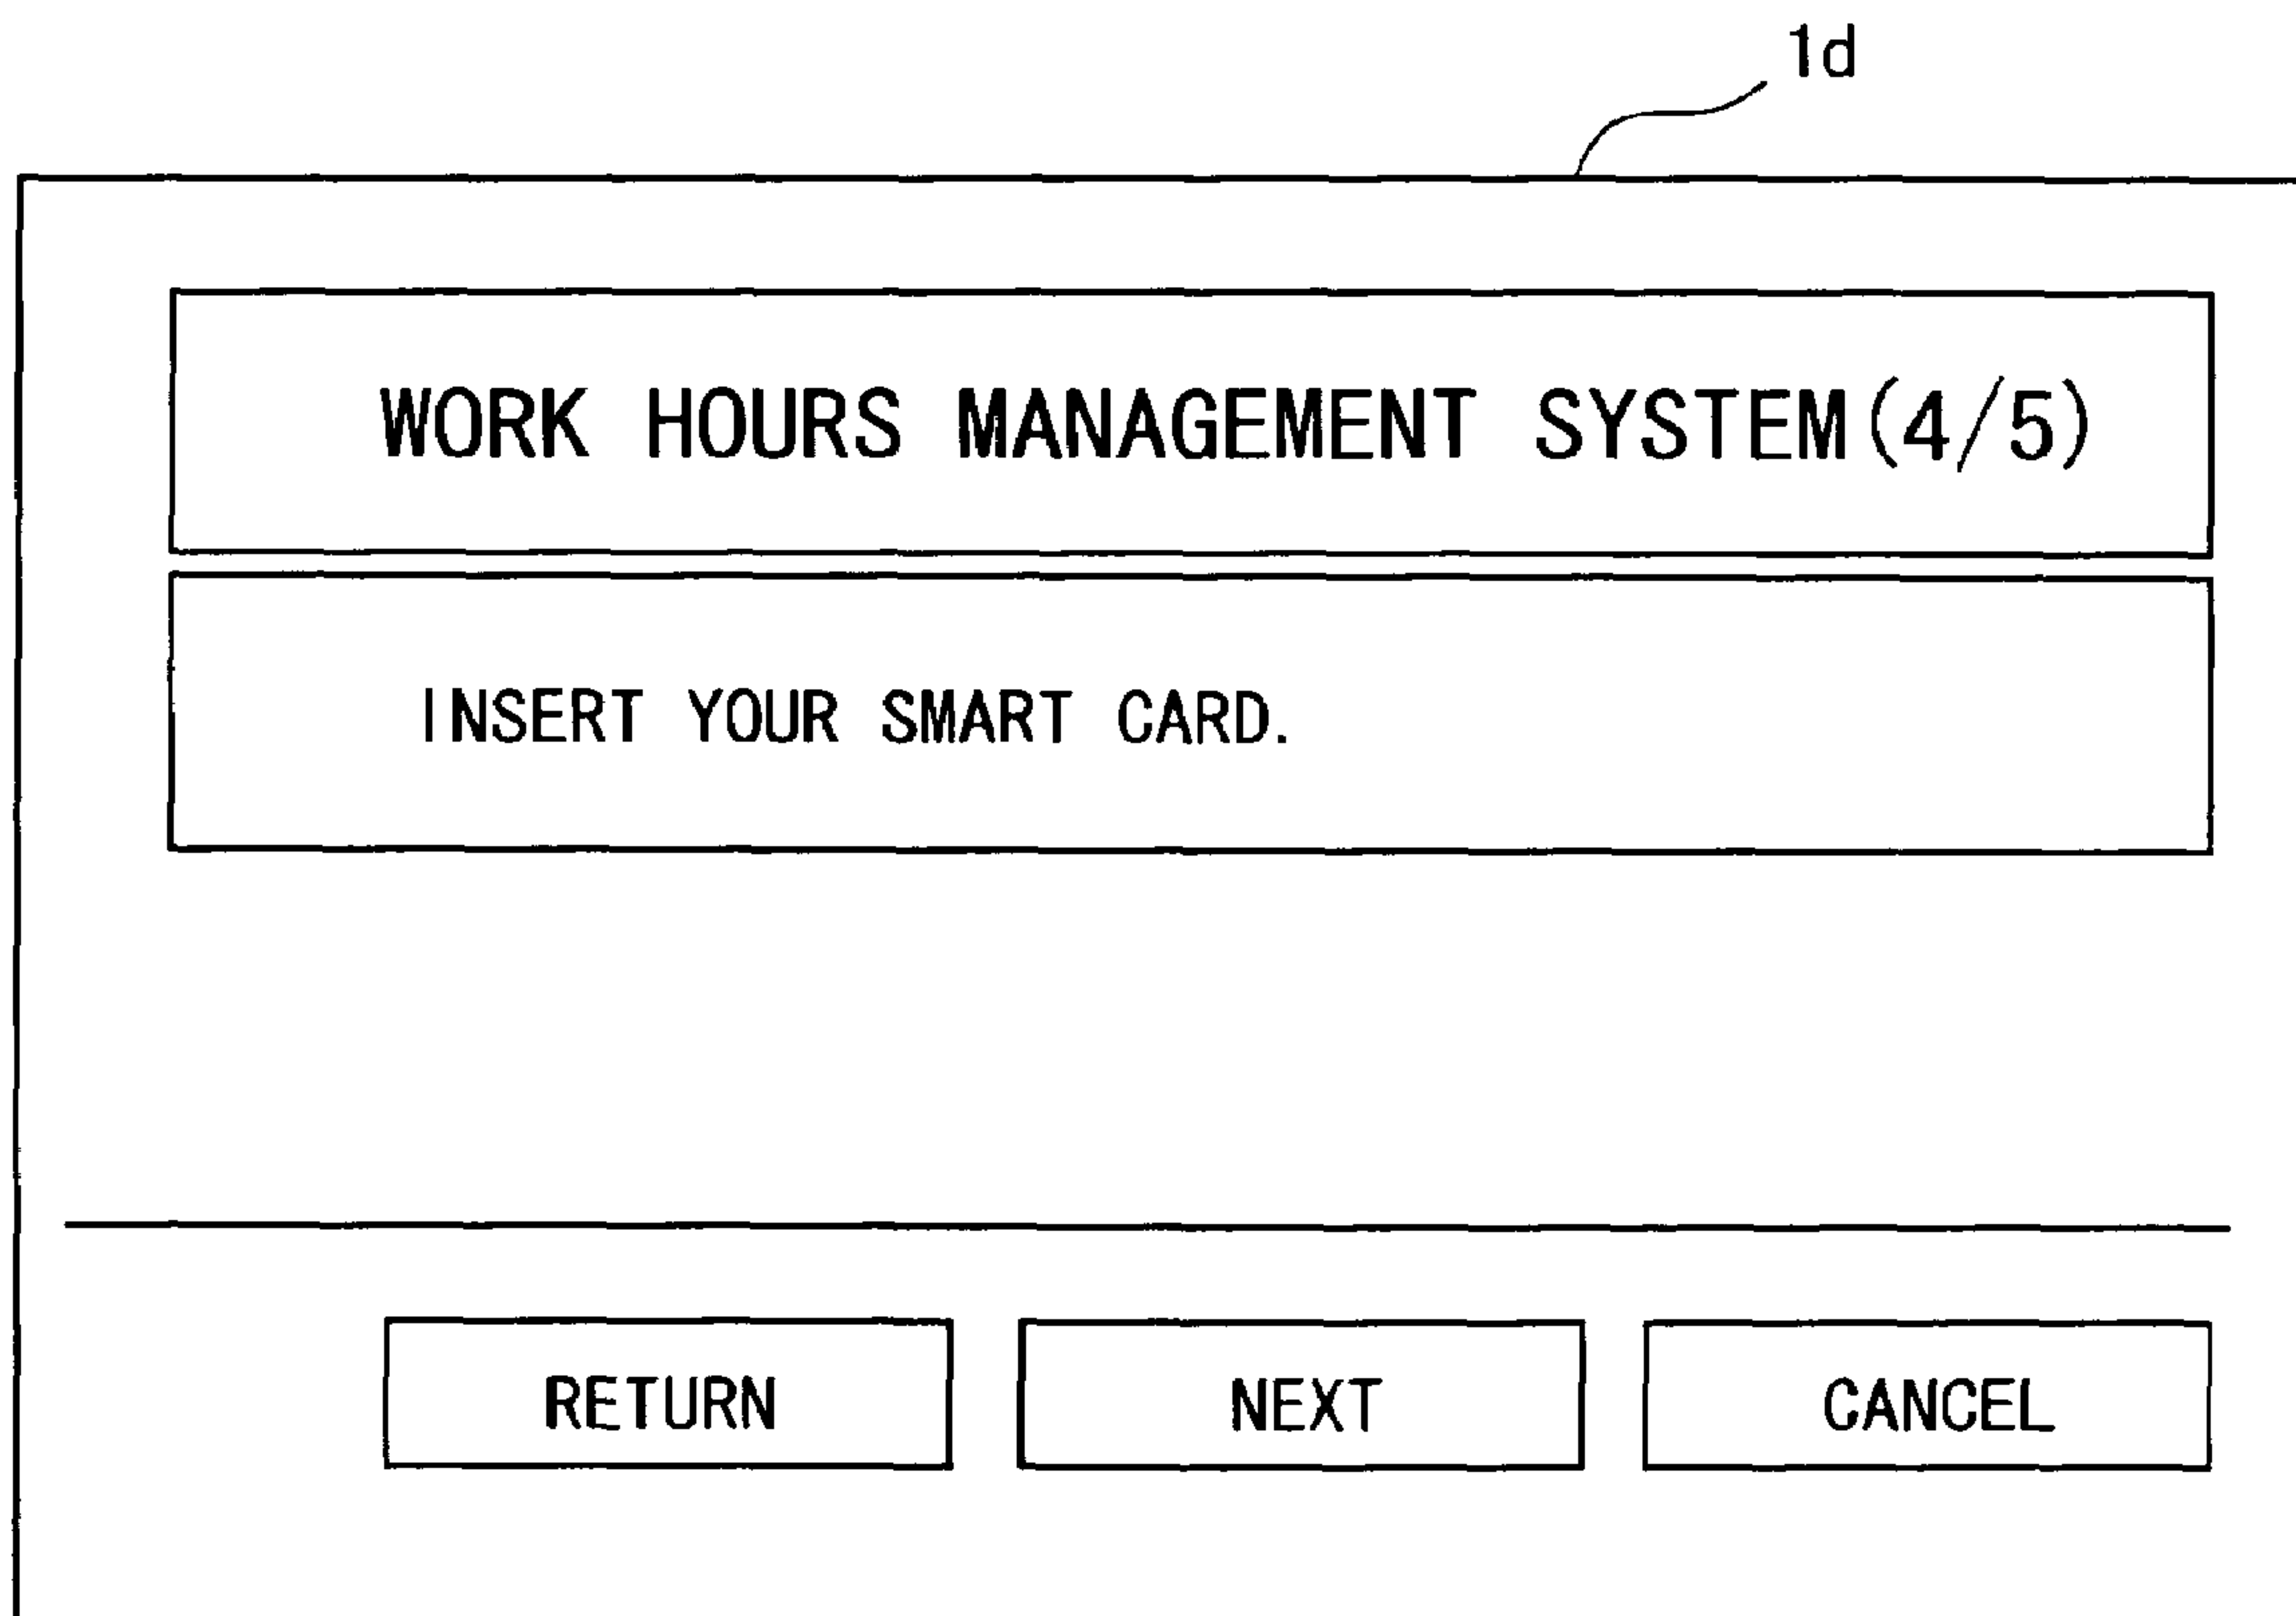 1d
WORK HOURS MANAGEMENT SYSTEM(4/5)
INSERT YOUR SMART CARD.
RETURN NEXT CANCEL